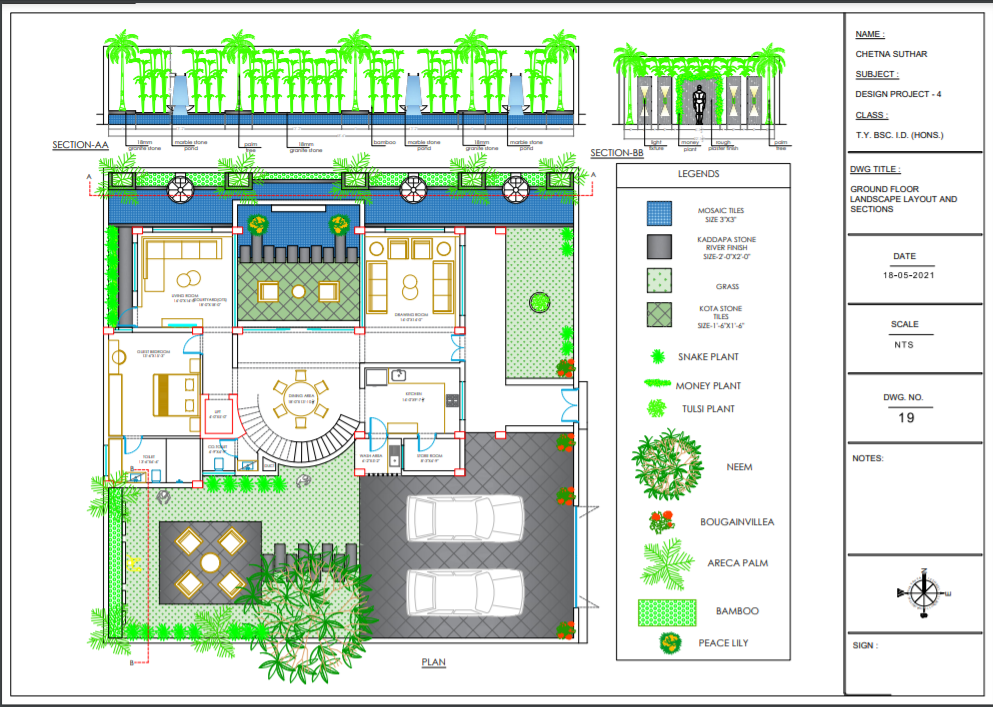 NAME :
CHETNA SUTHAR
SUBJECT :
DESIGN PROJECT - 4
CLASS :
T.Y. BSC. I.D. (HONS.)
DWG TITLE :
GROUND FLOOR
LANDSCAPE LAYOUT AND
SECTIONS
DATE
18-05-2021
SCALE
NTS
DWG. NO.
19
NOTES:
N
E
SIGN :
SECTION-AA
18mm
granite stone
marble stone
pond
palm
tree
18mm
granite stone
bamboo
marble stone
pond
18mm
granite stone
marble stone
pond
SECTION-BB
light
fixture
money
plant
rough
plaster finish
palm
tree
LEGENDS
MOSAIC TILES
SIZE 3"X3"
KADDAPA STONE
RIVER FINISH
SIZE-2'-0"X2'-0"
GRASS
KOTA STONE
TILES
SIZE-1'-6"X1'-6"
SNAKE PLANT
MONEY PLANT
TULSI PLANT
NEEM
BOUGAINVILLEA
ARECA PALM
BAMBOO
PEACE LILY
A
A
LIVING ROOM
DRAWING ROOM
GUEST BEDROOM
DINING AREA
KITCHEN
LIFT
TOILET
WASH AREA
STORE ROOM
B
B
PLAN